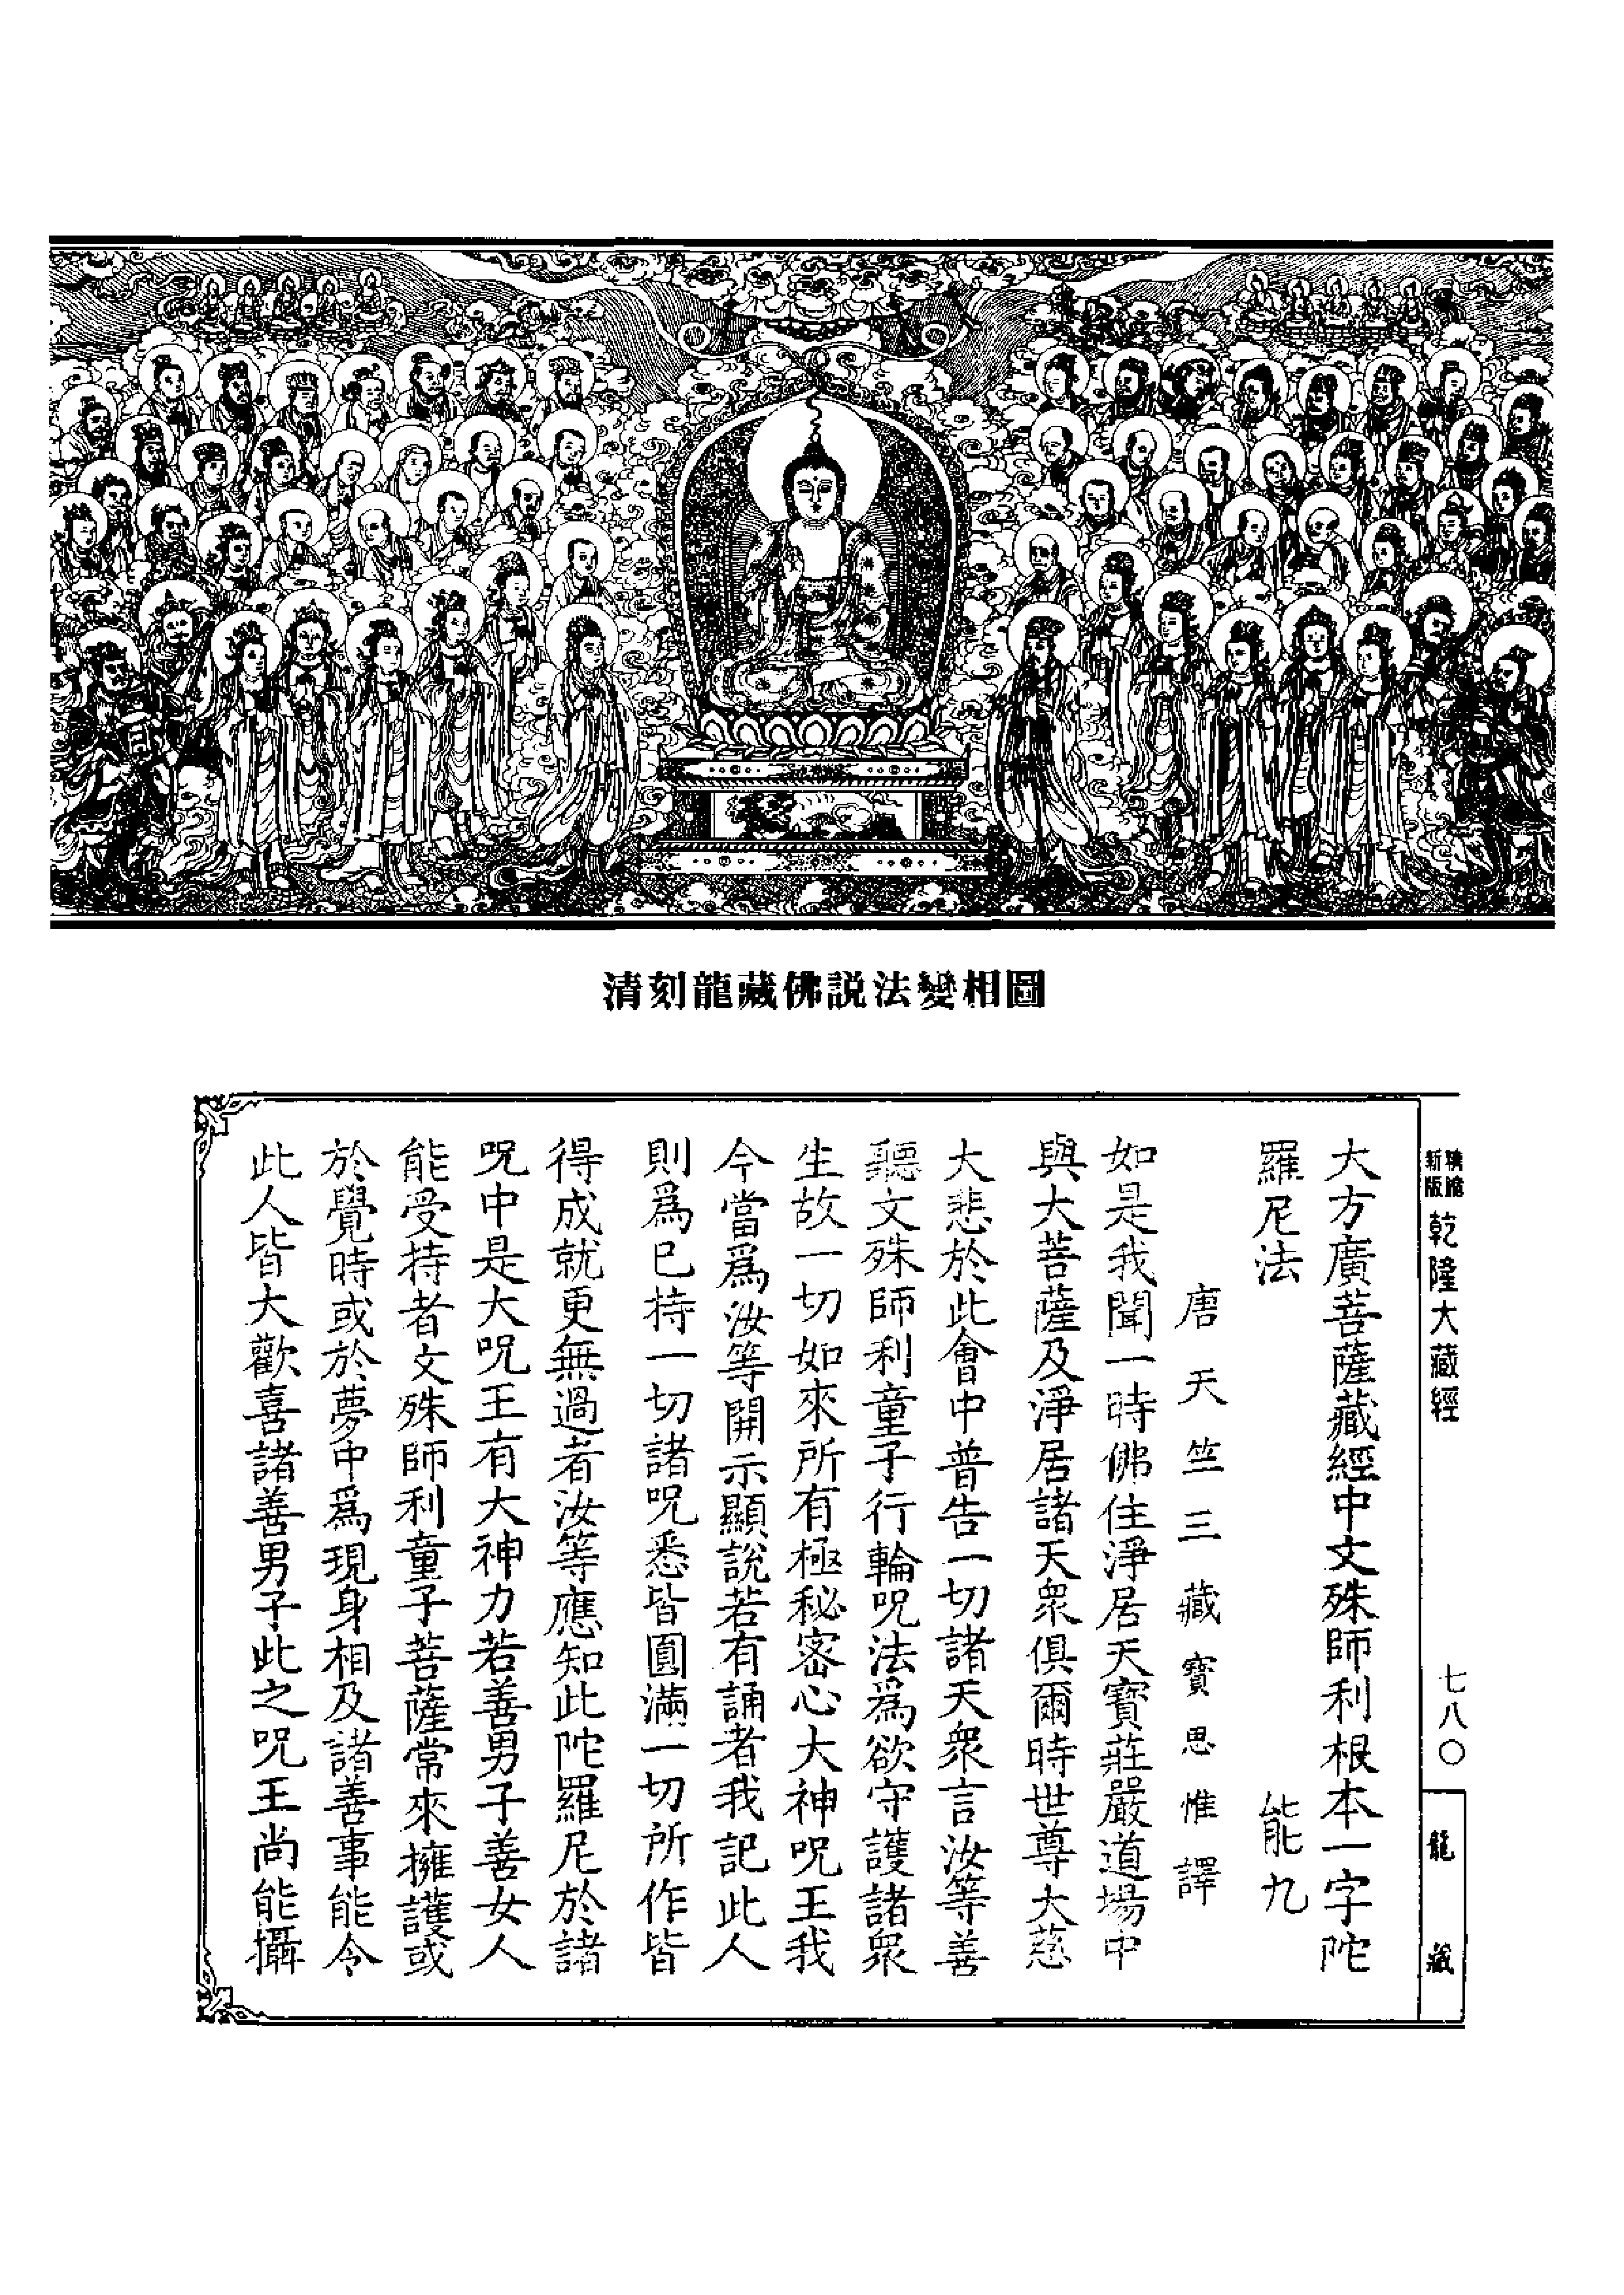 清刻龍藏佛説法變相圖
新版
乾隆大藏經
七八〇
龍藏
大方廣菩薩藏經中文殊師利根本一字陀
羅尼法 能九
唐天竺三藏寶思惟譯
如是我聞一時佛住淨居天寶莊嚴道場中
與大菩薩及淨居諸天衆俱爾時世尊大慈
大悲於此會中普告一切諸天衆言汝等善
聽文殊師利童子行輪呪法爲欲守護諸衆
生故一切如來所有極秘密心大神呪王我
今當爲汝等開示顯説若有誦者我記此人
則爲已持一切諸呪悉皆圓滿一切所作皆
得成就更無過者汝等應知此陀羅尼於諸
呪中是大呪王有大神力若善男子善女人
能受持者文殊師利童子菩薩常來擁護或
於覺時或於夢中爲現身相及諸善事能令
此人皆大歡喜諸善男子此之呪王尚能攝